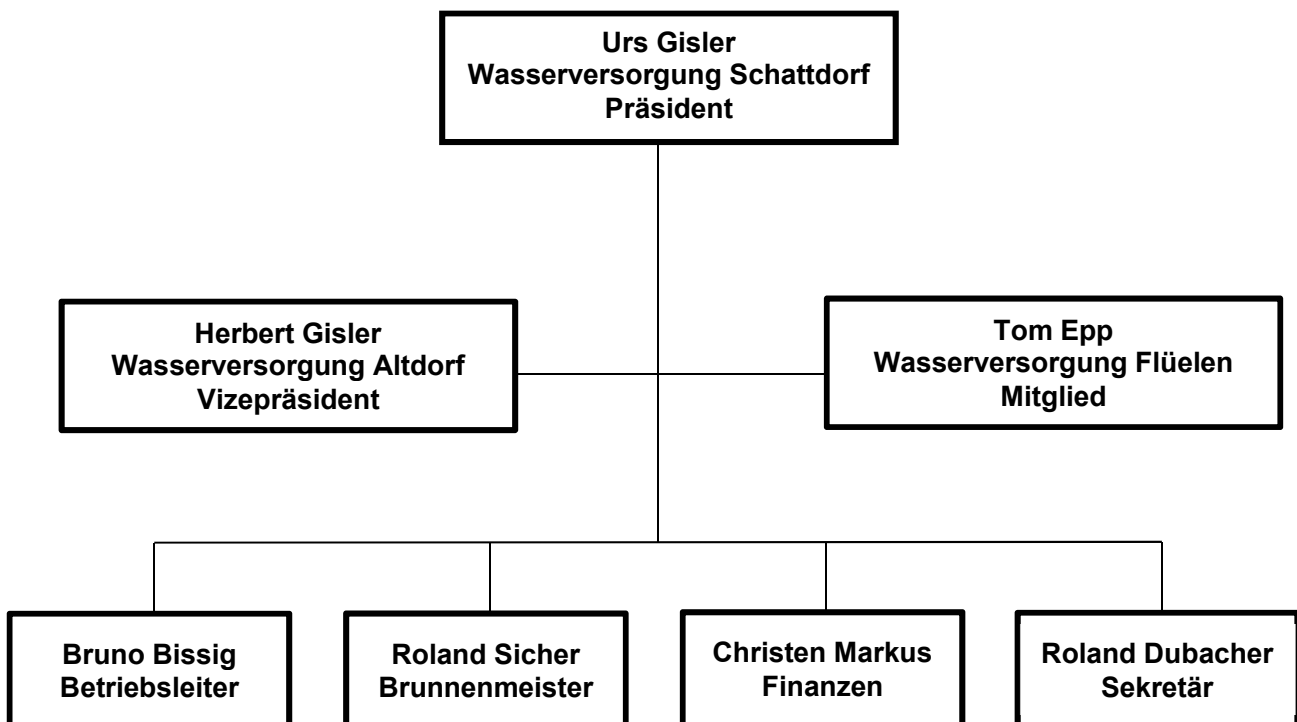 Urs Gisler
Wasserversorgung Schattdorf
Präsident
Herbert Gisler
Wasserversorgung Altdorf
Vizepräsident
Tom Epp
Wasserversorgung Flüelen
Mitglied
Bruno Bissig
Betriebsleiter
Roland Sicher
Brunnenmeister
Christen Markus
Finanzen
Roland Dubacher
Sekretär